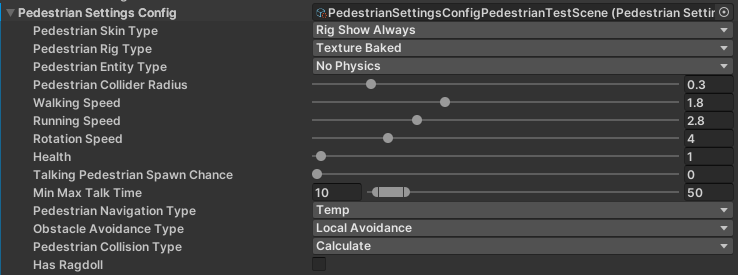 Pedestrian Settings Config PedestrianSettingsConfigPedestrianTestScene (Pedestrian Settin
Pedestrian Skin Type Rig Show Always
Pedestrian Rig Type Texture Baked
Pedestrian Entity Type No Physics
Pedestrian Collider Radius 0.3
Walking Speed 1.8
Running Speed 2.8
Rotation Speed 4
Health 1
Talking Pedestrian Spawn Chance 0
Min Max Talk Time 10 50
Pedestrian Navigation Type Temp
Obstacle Avoidance Type Local Avoidance
Pedestrian Collision Type Calculate
Has Ragdoll